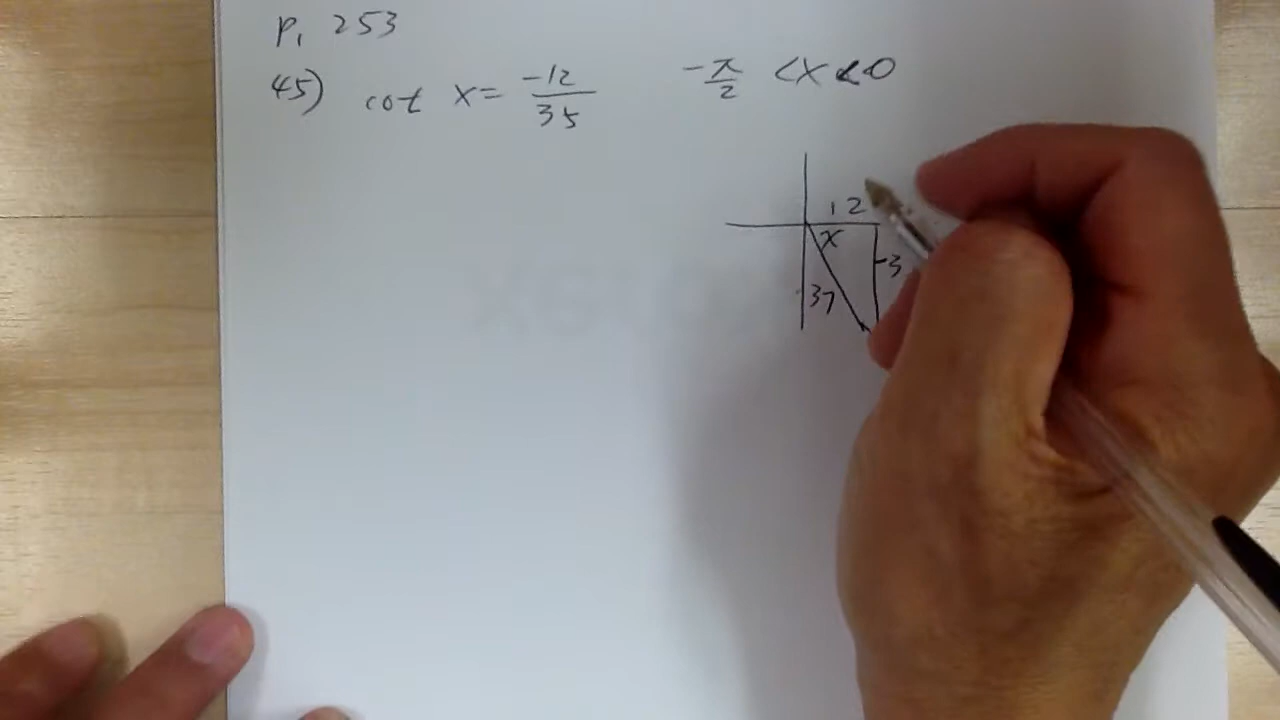 p. 253
45) cot x = -12/35 -π/2 < x < 0
12
x
-3
37